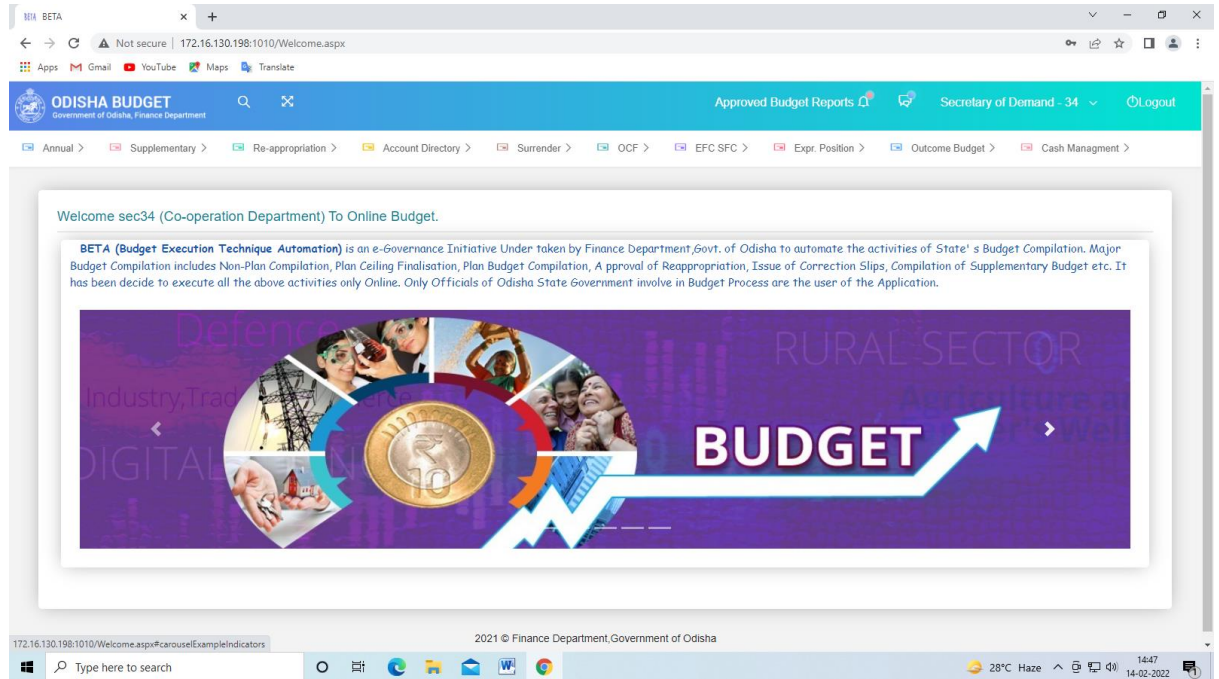 BETA BETA
Not secure | 172.16.130.198:1010/Welcome.aspx
Apps Gmail YouTube Maps Translate
ODISHA BUDGET
Government of Odisha, Finance Department
Approved Budget Reports
Secretary of Demand - 34
Logout
Annual > Supplementary > Re-appropriation > Account Directory > Surrender > OCF > EFC SFC > Expr. Position > Outcome Budget > Cash Managment >
Welcome sec34 (Co-operation Department) To Online Budget.
BETA (Budget Execution Technique Automation) is an e-Governance Initiative Under taken by Finance Department,Govt. of Odisha to automate the activities of State' s Budget Compilation. Major
Budget Compilation includes Non-Plan Compilation, Plan Ceiling Finalisation, Plan Budget Compilation, A pproval of Reappropriation, Issue of Correction Slips, Compilation of Supplementary Budget etc. It
has been decide to execute all the above activities only Online. Only Officials of Odisha State Government involve in Budget Process are the user of the Application.
Defence
RURAL SECTOR
Industry,Trad
DIGITAL
10
BUDGET
2021 © Finance Department,Government of Odisha
172.16.130.198:1010/Welcome.aspx#carouselExampleIndicators
Type here to search
28°C Haze
14:47
14-02-2022